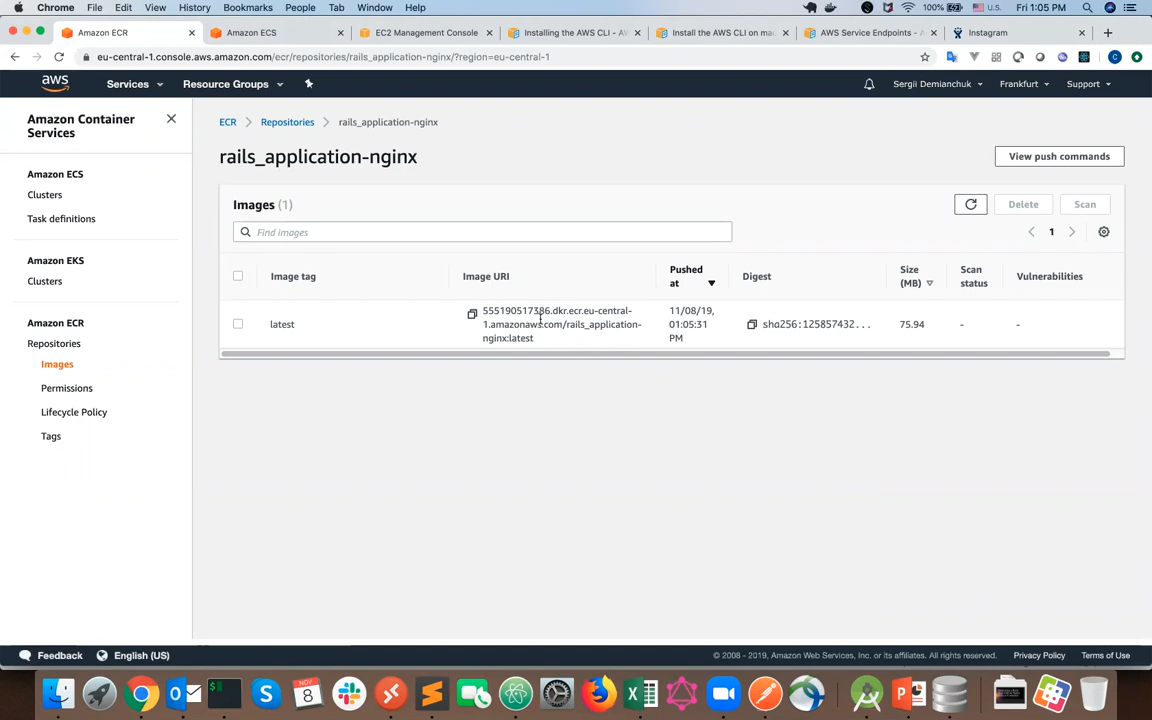 Chrome File Edit View History Bookmarks People Tab Window Help 100% U.S. Fri 1:05 PM
Amazon ECR Amazon ECS EC2 Management Console Installing the AWS CLI - AW Install the AWS CLI on mac AWS Service Endpoints - A Instagram
eu-central-1.console.aws.amazon.com/ecr/repositories/rails_application-nginx/?region=eu-central-1
aws Services Resource Groups Sergii Demianchuk Frankfurt Support
Amazon Container
Services
Amazon ECS
Clusters
Task definitions
Amazon EKS
Clusters
Amazon ECR
Repositories
Images
Permissions
Lifecycle Policy
Tags
ECR Repositories rails_application-nginx
rails_application-nginx
View push commands
Images (1)
Delete Scan
Find images
1
Image tag Image URI Pushed at Digest Size (MB) Scan status Vulnerabilities
latest
555190517386.dkr.ecr.eu-central-
1.amazonaws.com/rails_application-
nginx:latest
11/08/19,
01:05:31
PM
sha256:125857432...
75.94
-
-
Feedback English (US) © 2008 - 2019, Amazon Web Services, Inc. or its affiliates. All rights reserved. Privacy Policy Terms of Use
NOV
8